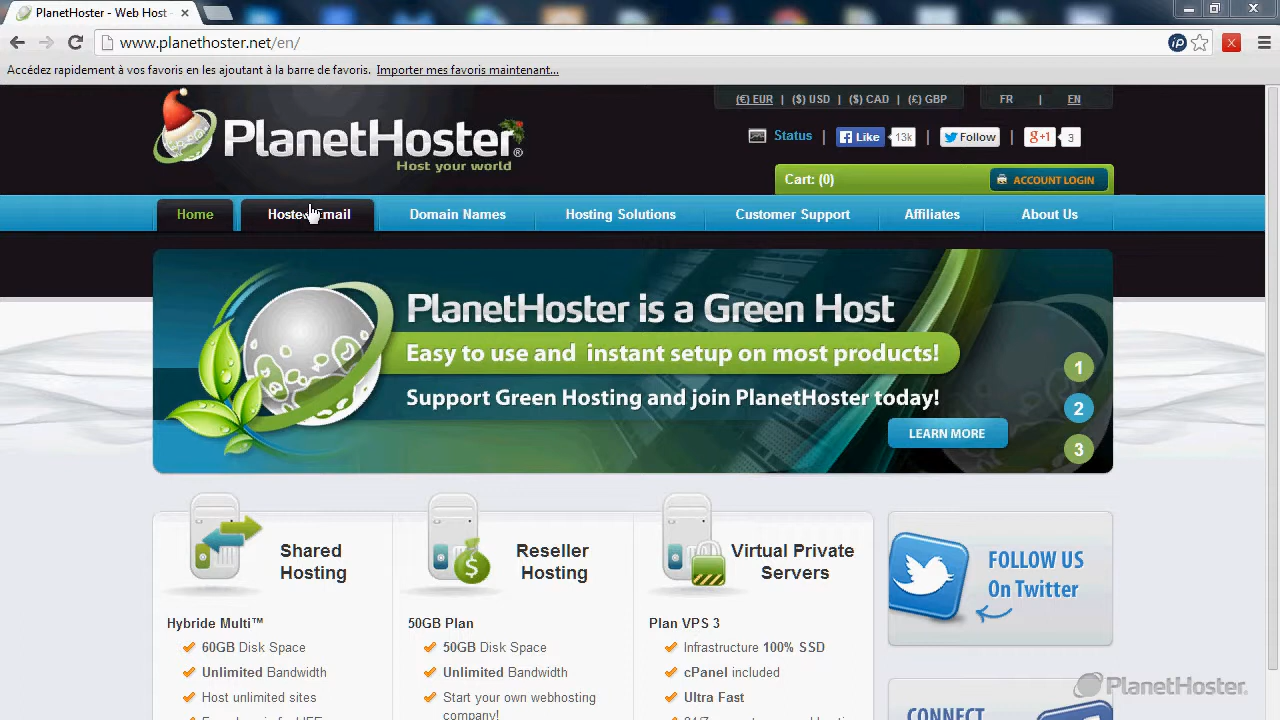 PlanetHoster - Web Host
www.planethoster.net/en/
Accédez rapidement à vos favoris en les ajoutant à la barre de favoris. Importer mes favoris maintenant...
(€) EUR | ($) USD | ($) CAD | (£) GBP
FR | EN
PlanetHoster®
Host your world
Status | Like 13k | Follow | g+1 3
Cart: (0)
ACCOUNT LOGIN
Home
Hosted Email
Domain Names
Hosting Solutions
Customer Support
Affiliates
About Us
PlanetHoster is a Green Host
Easy to use and instant setup on most products!
Support Green Hosting and join PlanetHoster today!
LEARN MORE
1
2
3
Shared
Hosting
Hybride Multi™
60GB Disk Space
Unlimited Bandwidth
Host unlimited sites
Reseller
Hosting
50GB Plan
50GB Disk Space
Unlimited Bandwidth
Start your own webhosting
company!
Virtual Private
Servers
Plan VPS 3
Infrastructure 100% SSD
cPanel included
Ultra Fast
FOLLOW US
On Twitter
CONNECT
PlanetHoster.